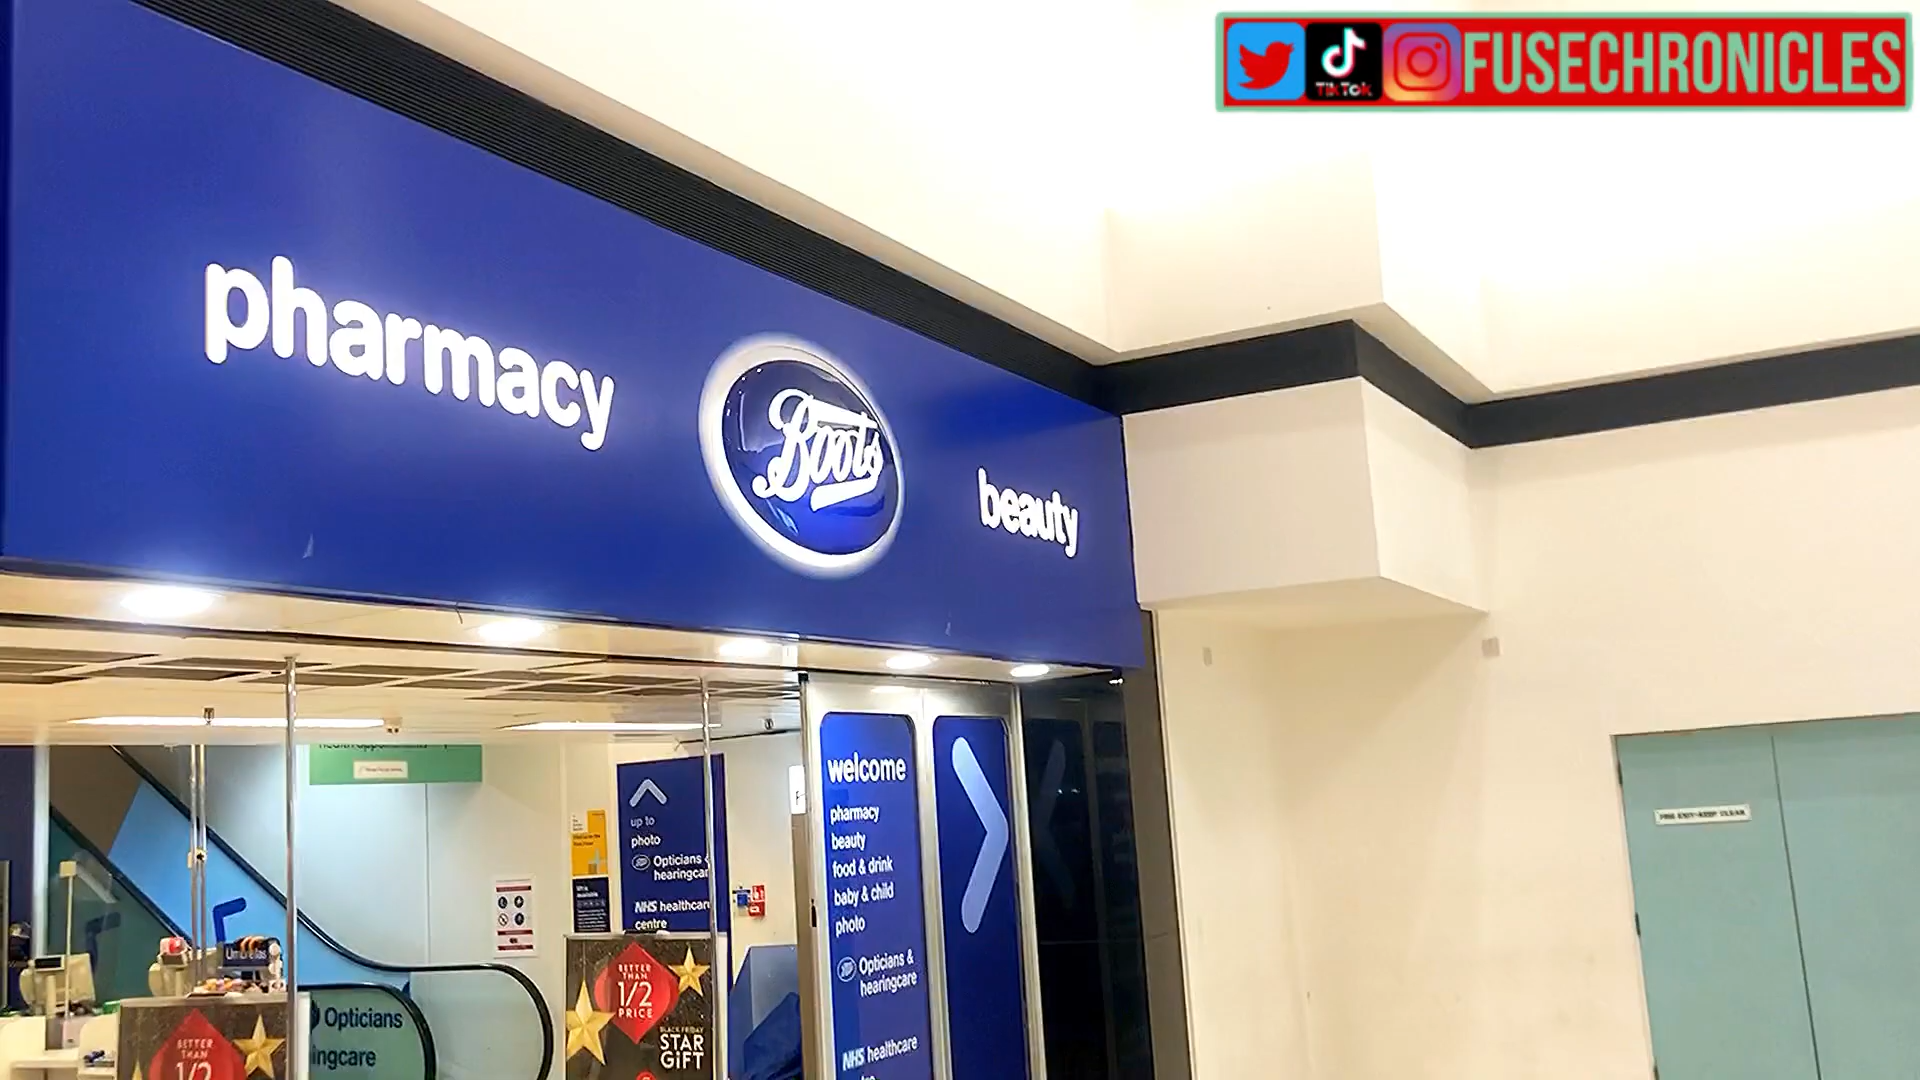 TikTok
FUSECHRONICLES
pharmacy
Boots
beauty
welcome
pharmacy
beauty
food & drink
baby & child
photo
Opticians &
hearingcare
NHS healthcare
up to
photo
Opticians &
hearingcare
NHS healthcare
centre
Umbrellas
BETTER
THAN
1/2
PRICE
BLACK FRIDAY
STAR
GIFT
BETTER
THAN
1/2
Opticians
FIRE EXIT-KEEP CLEAR